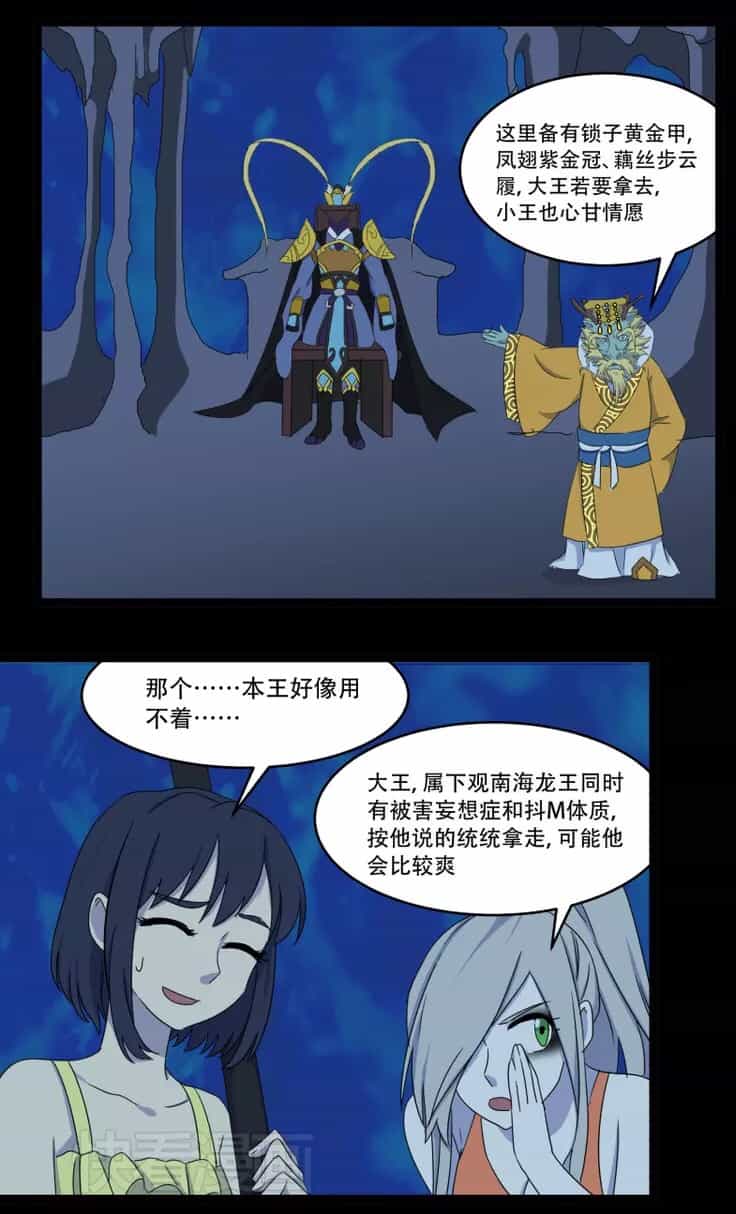 这里备有锁子黄金甲,
凤翅紫金冠、藕丝步云
履, 大王若要拿去,
小王也心甘情愿
那个……本王好像用
不着……
大王, 属下观南海龙王同时
有被害妄想症和抖M体质,
按他说的统统拿走, 可能他
会比较爽
快看漫画